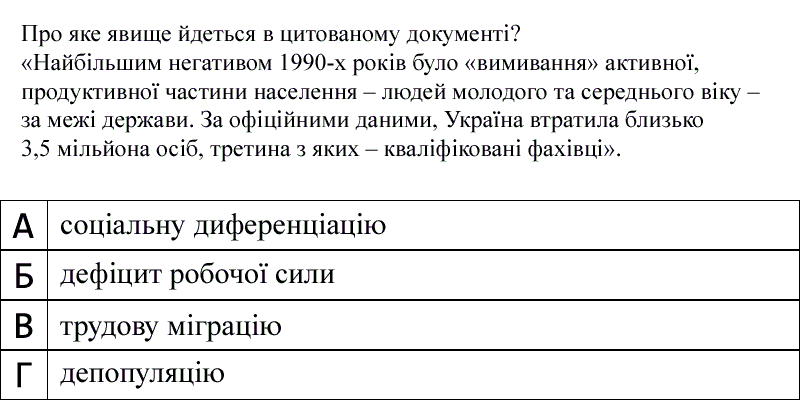 Про яке явище йдеться в цитованому документі?
«Найбільшим негативом 1990-х років було «вимивання» активної,
продуктивної частини населення – людей молодого та середнього віку –
за межі держави. За офіційними даними, Україна втратила близько
3,5 мільйона осіб, третина з яких – кваліфіковані фахівці».
А соціальну диференціацію
Б дефіцит робочої сили
В трудову міграцію
Г депопуляцію